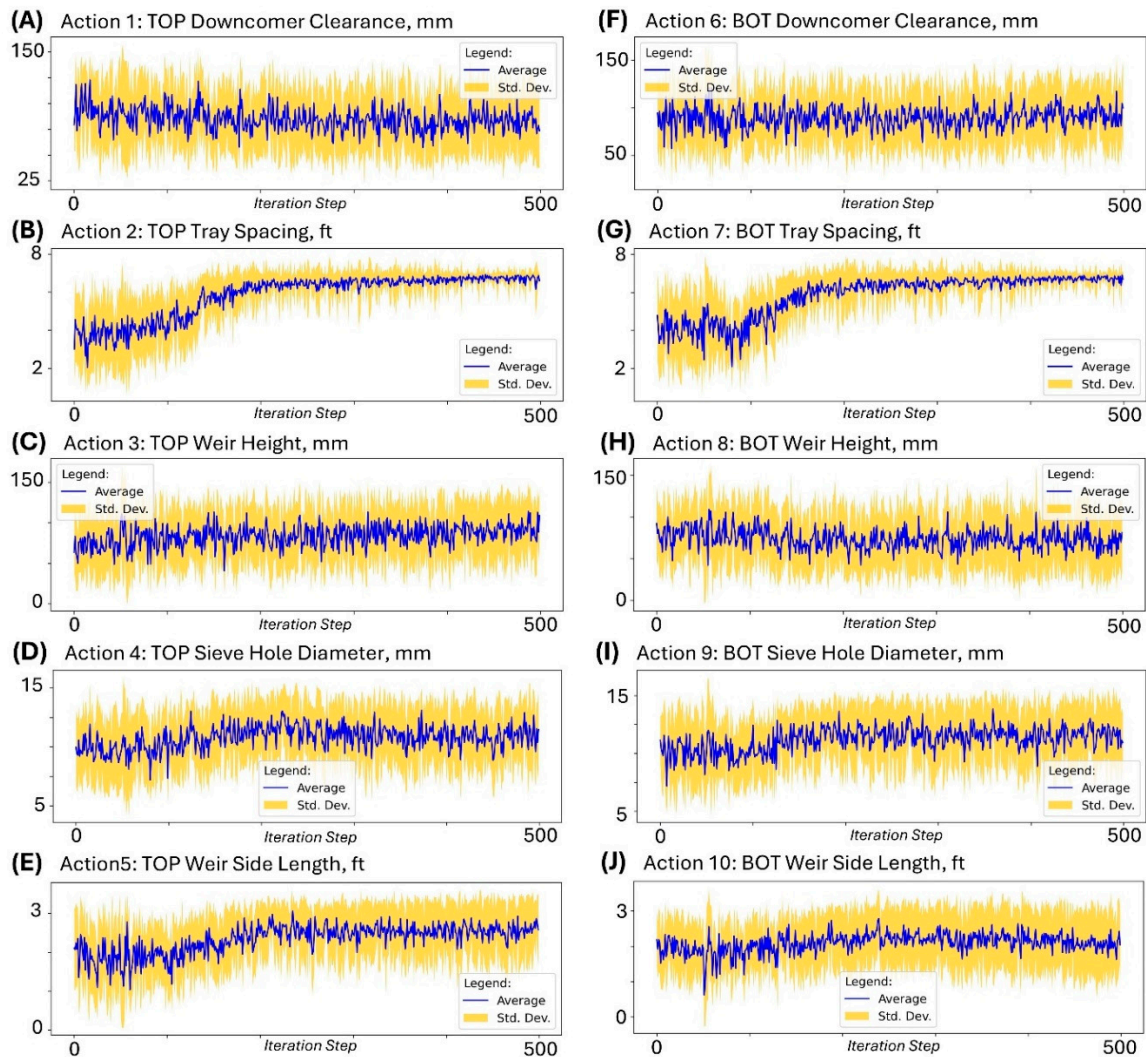 (A) Action 1: TOP Downcomer Clearance, mm
150
25
Legend:
Average
Std. Dev.
0
Iteration Step
500
(B) Action 2: TOP Tray Spacing, ft
8
2
Legend:
Average
Std. Dev.
0
Iteration Step
500
(C) Action 3: TOP Weir Height, mm
150
0
Legend:
Average
Std. Dev.
0
Iteration Step
500
(D) Action 4: TOP Sieve Hole Diameter, mm
15
5
Legend:
Average
Std. Dev.
0
Iteration Step
500
(E) Action5: TOP Weir Side Length, ft
3
0
Legend:
Average
Std. Dev.
0
Iteration Step
500
(F) Action 6: BOT Downcomer Clearance, mm
150
50
Legend:
Average
Std. Dev.
0
Iteration Step
500
(G) Action 7: BOT Tray Spacing, ft
8
2
Legend:
Average
Std. Dev.
0
Iteration Step
500
(H) Action 8: BOT Weir Height, mm
150
0
Legend:
Average
Std. Dev.
0
Iteration Step
500
(I) Action 9: BOT Sieve Hole Diameter, mm
15
5
Legend:
Average
Std. Dev.
0
Iteration Step
500
(J) Action 10: BOT Weir Side Length, ft
3
0
Legend:
Average
Std. Dev.
0
Iteration Step
500